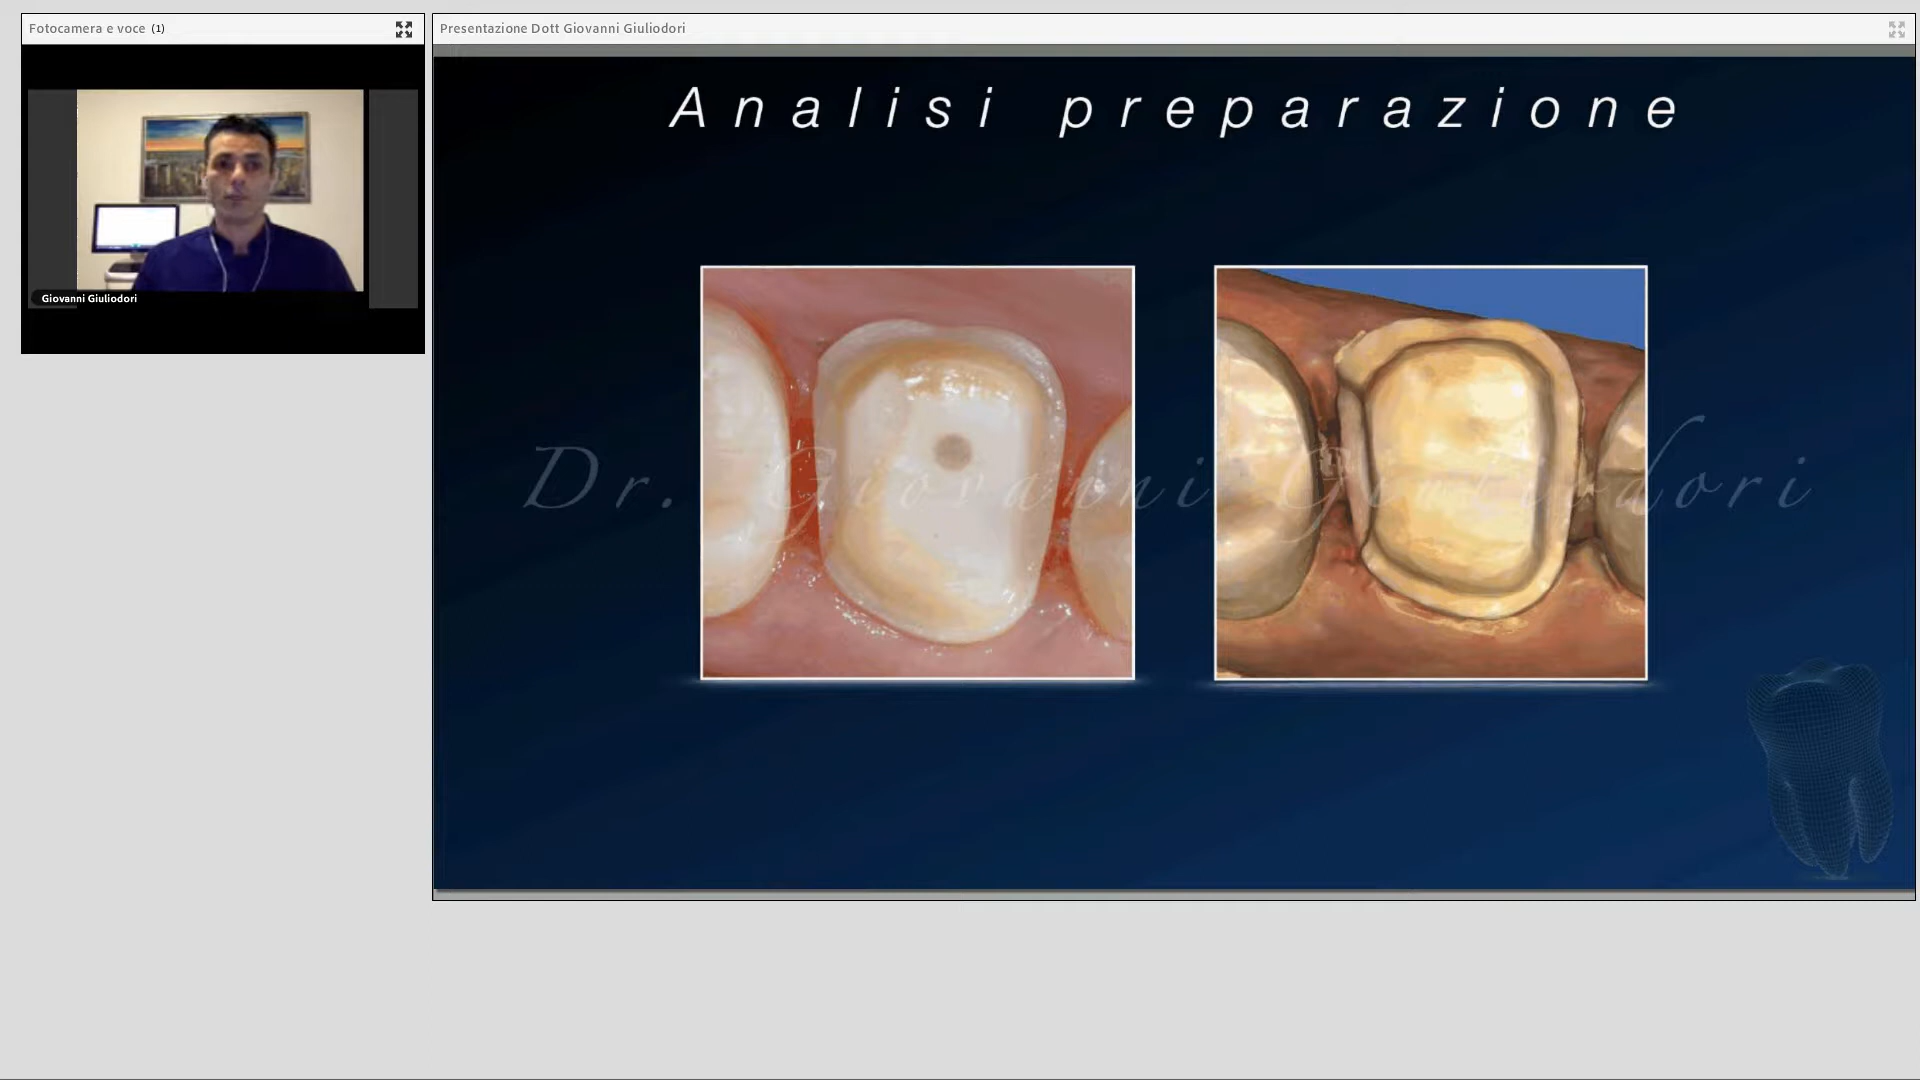 Fotocamera e voce (1)
Presentazione Dott Giovanni Giuliodori
Analisi preparazione
Dr. Giovanni Giuliodori
Giovanni Giuliodori